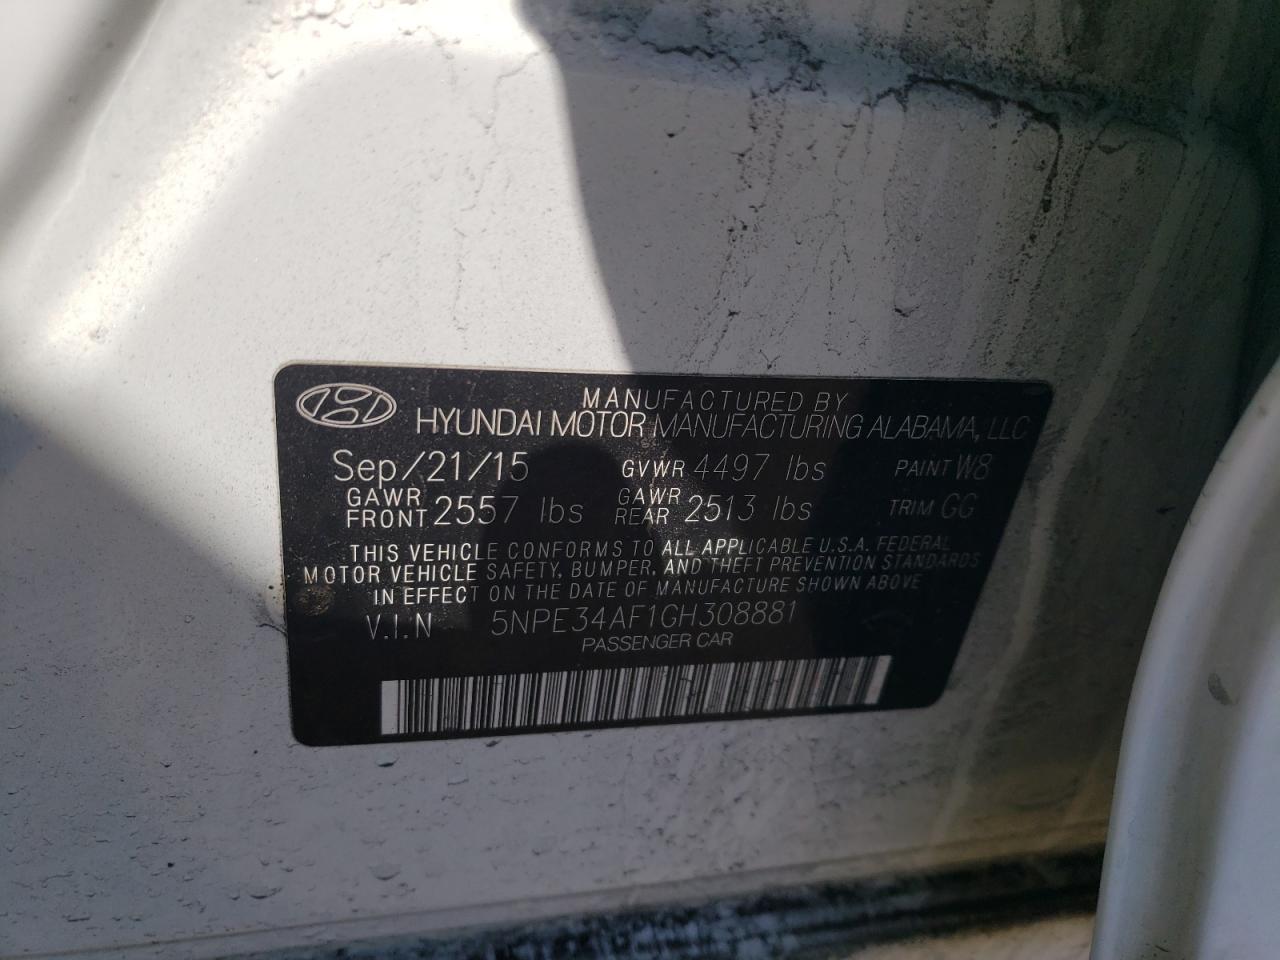 MANUFACTURED BY
HYUNDAI MOTOR MANUFACTURING ALABAMA, LLC
Sep/21/15 GVWR 4497 lbs PAINT W8
GAWR FRONT 2557 lbs GAWR REAR 2513 lbs TRIM GG
THIS VEHICLE CONFORMS TO ALL APPLICABLE U.S.A. FEDERAL
MOTOR VEHICLE SAFETY, BUMPER, AND THEFT PREVENTION STANDARDS
IN EFFECT ON THE DATE OF MANUFACTURE SHOWN ABOVE
V.I.N 5NPE34AF1GH308881
PASSENGER CAR